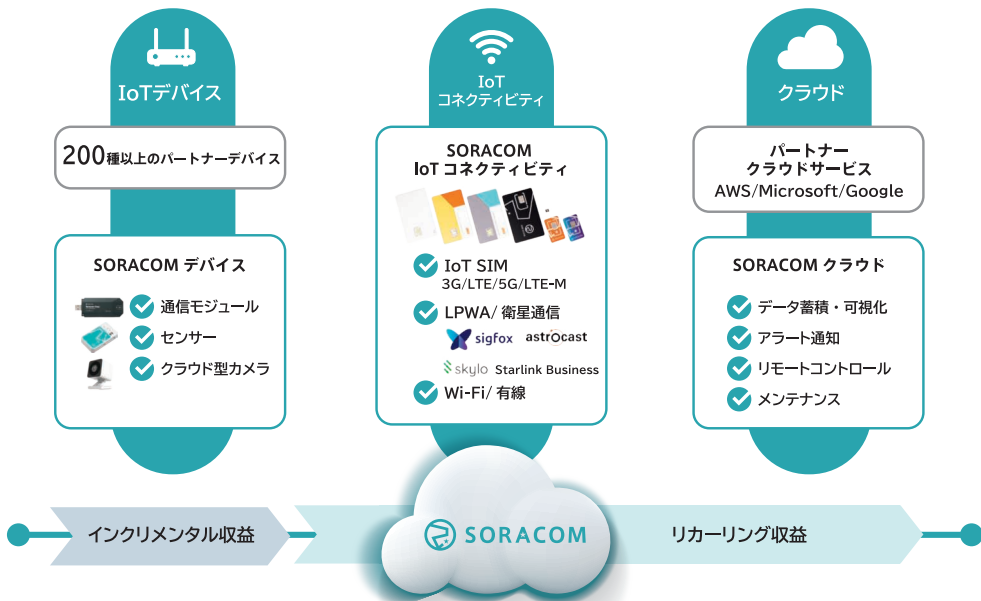 IoTデバイス
200種以上のパートナーデバイス
SORACOM デバイス
通信モジュール
センサー
クラウド型カメラ
IoT
コネクティビティ
SORACOM
IoT コネクティビティ
IoT SIM
3G/LTE/5G/LTE-M
LPWA/ 衛星通信
sigfox astrocast
skylo Starlink Business
Wi-Fi/ 有線
クラウド
パートナー
クラウドサービス
AWS/Microsoft/Google
SORACOM クラウド
データ蓄積・可視化
アラート通知
リモートコントロール
メンテナンス
インクリメンタル収益
SORACOM
リカーリング収益